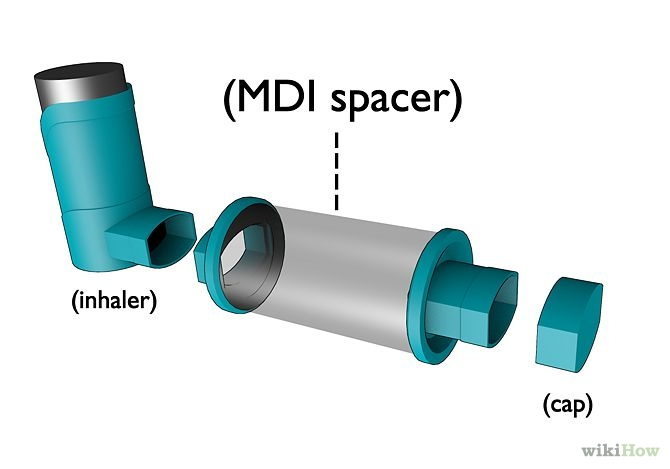 (MDI spacer)
(inhaler)
(cap)
wikiHow